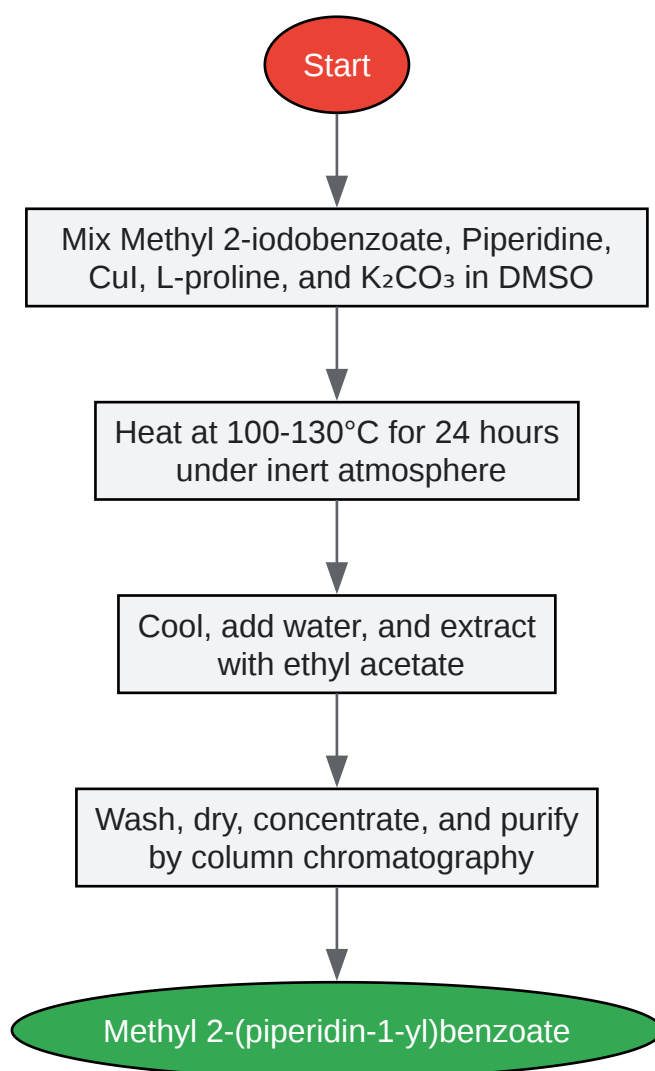 Start
Mix Methyl 2-iodobenzoate, Piperidine,
CuI, L-proline, and K₂CO₃ in DMSO
Heat at 100-130°C for 24 hours
under inert atmosphere
Cool, add water, and extract
with ethyl acetate
Wash, dry, concentrate, and purify
by column chromatography
Methyl 2-(piperidin-1-yl)benzoate